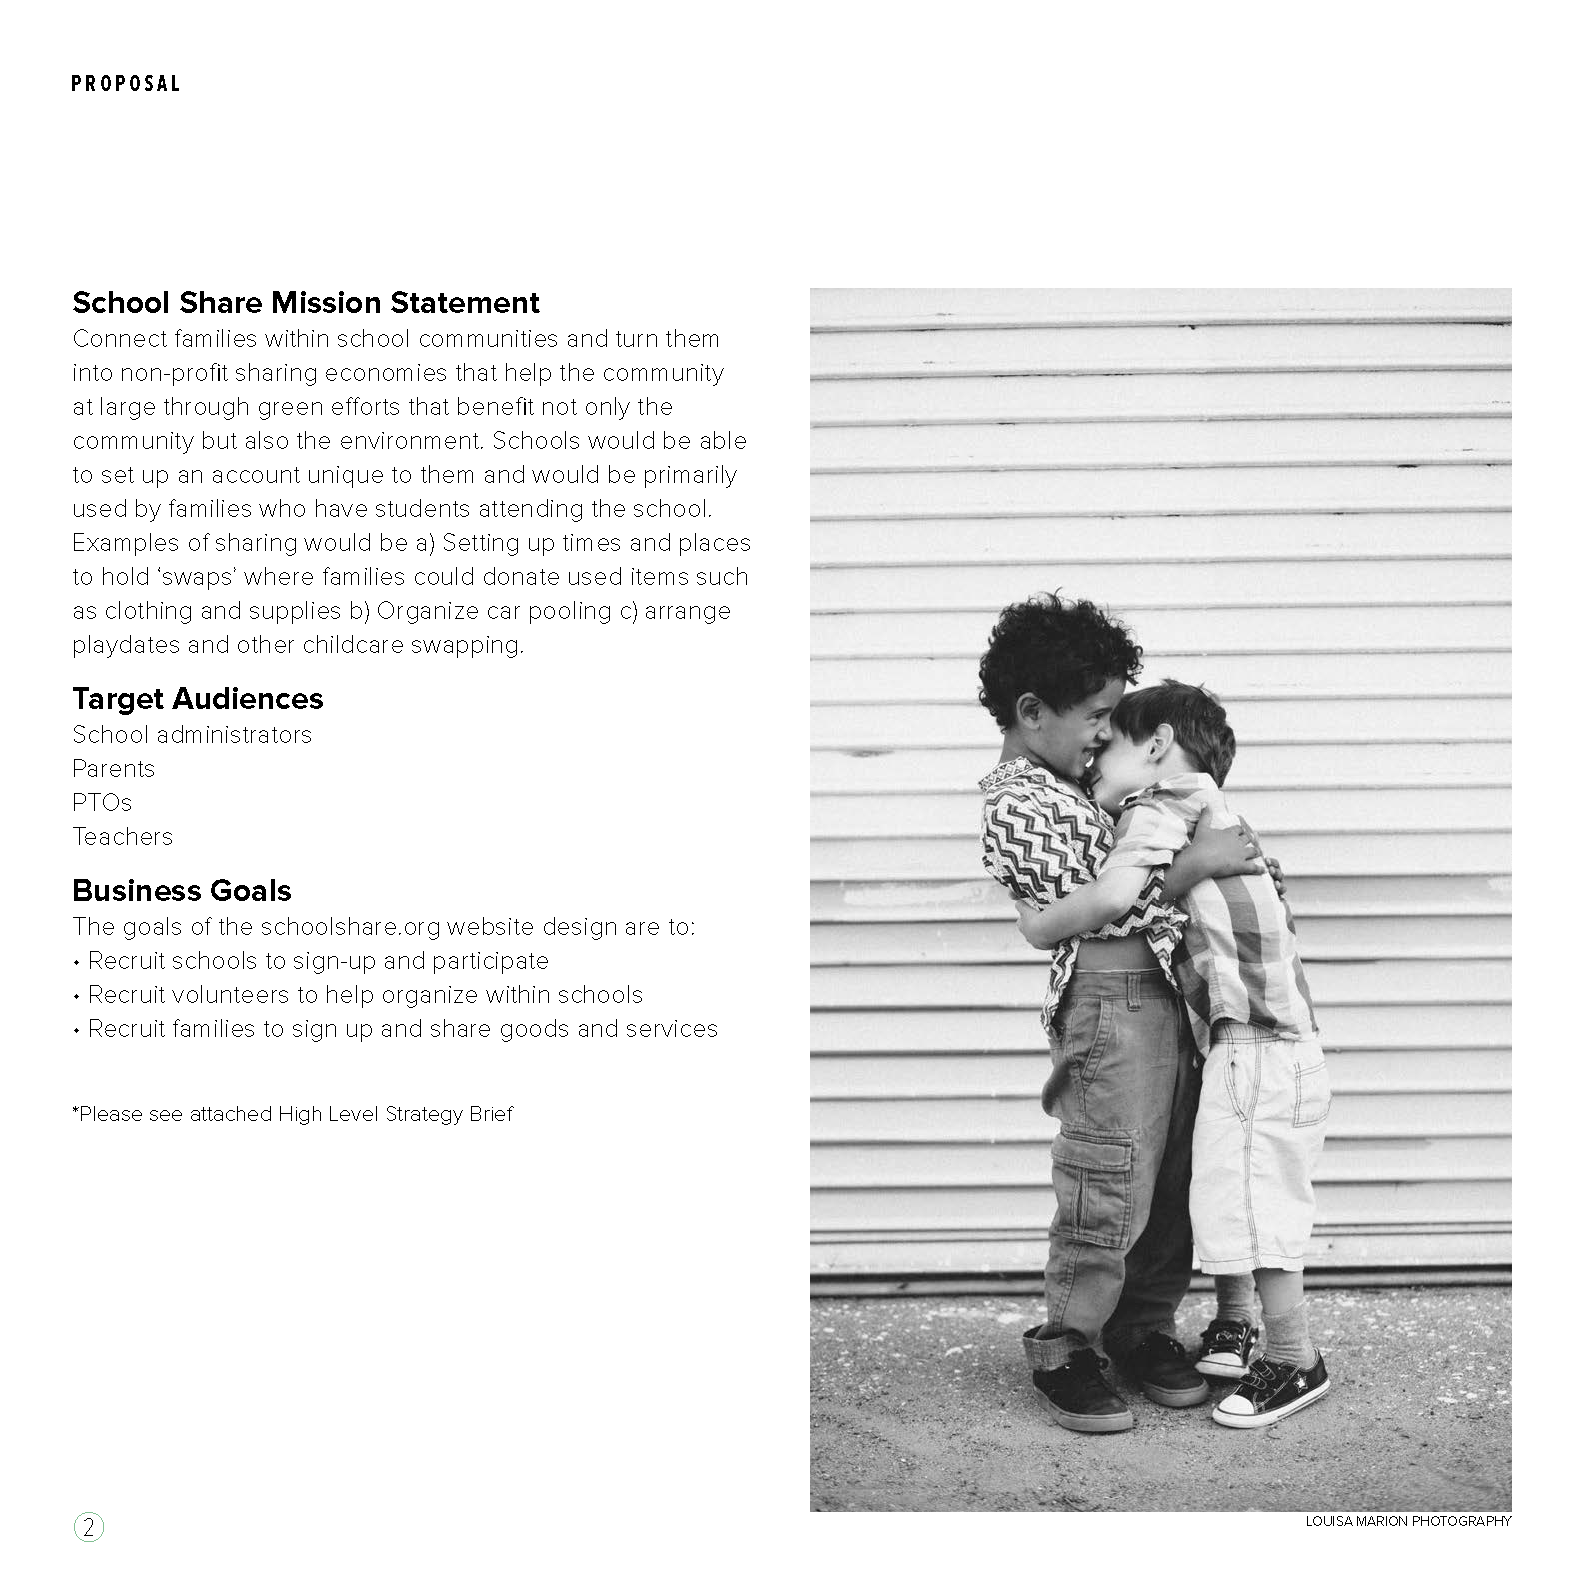 PROPOSAL
School Share Mission Statement
Connect families within school communities and turn them
into non-profit sharing economies that help the community
at large through green efforts that benefit not only the
community but also the environment. Schools would be able
to set up an account unique to them and would be primarily
used by families who have students attending the school.
Examples of sharing would be a) Setting up times and places
to hold ‘swaps’ where families could donate used items such
as clothing and supplies b) Organize car pooling c) arrange
playdates and other childcare swapping.
Target Audiences
School administrators
Parents
PTOs
Teachers
Business Goals
The goals of the schoolshare.org website design are to:
• Recruit schools to sign-up and participate
• Recruit volunteers to help organize within schools
• Recruit families to sign up and share goods and services
*Please see attached High Level Strategy Brief
2
LOUISA MARION PHOTOGRAPHY